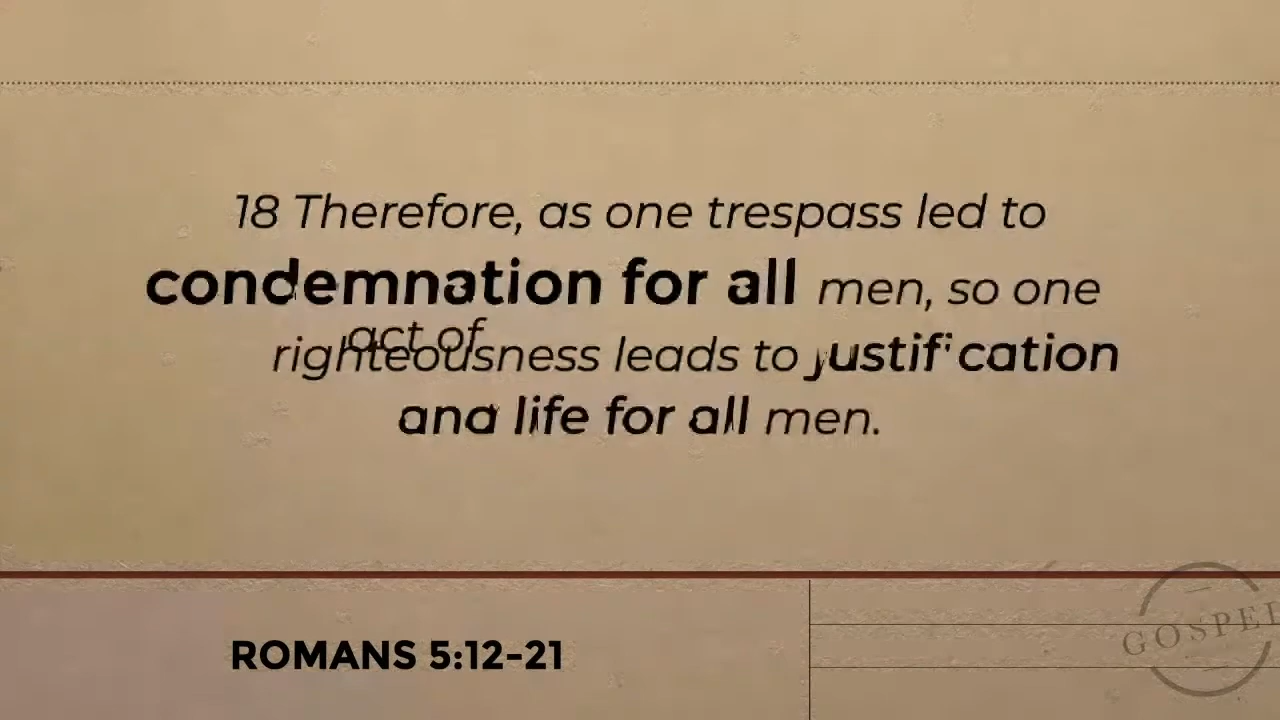 18 Therefore, as one trespass led to
condemnation for all men, so one
act of
righteousness leads to justification
and life for all men.
ROMANS 5:12-21
GOSPEL